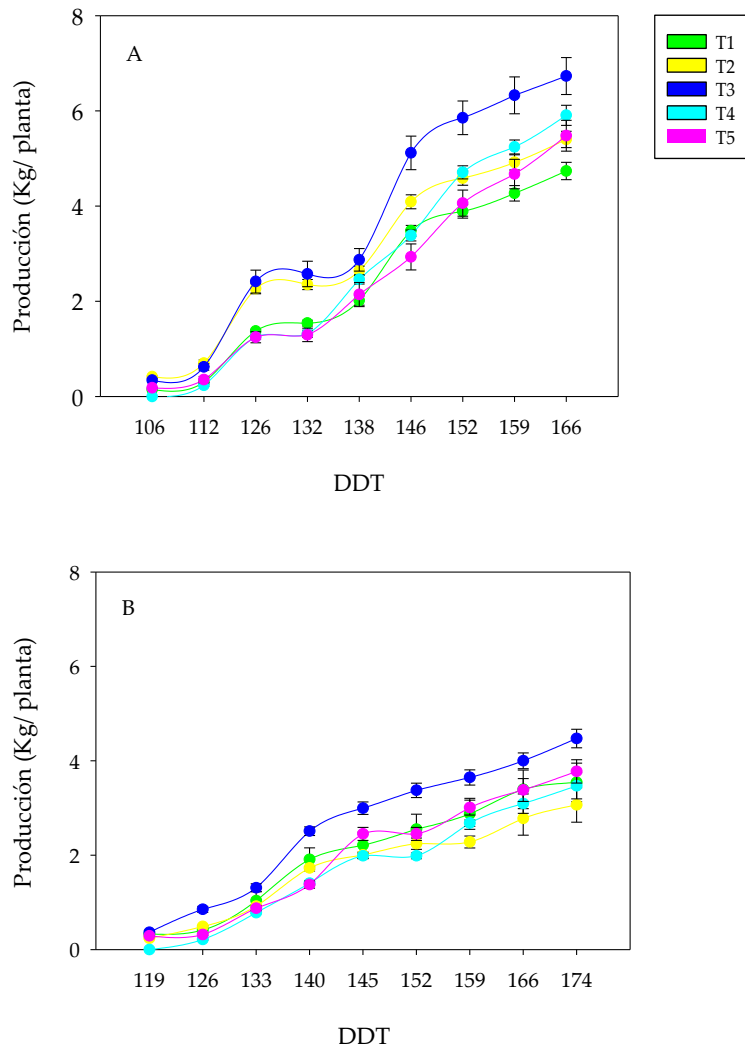 A
T1
T2
T3
T4
T5
Producción (Kg/ planta)
8
6
4
2
0
106 112 126 132 138 146 152 159 166
DDT
B
Producción (Kg/ planta)
8
6
4
2
0
119 126 133 140 145 152 159 166 174
DDT